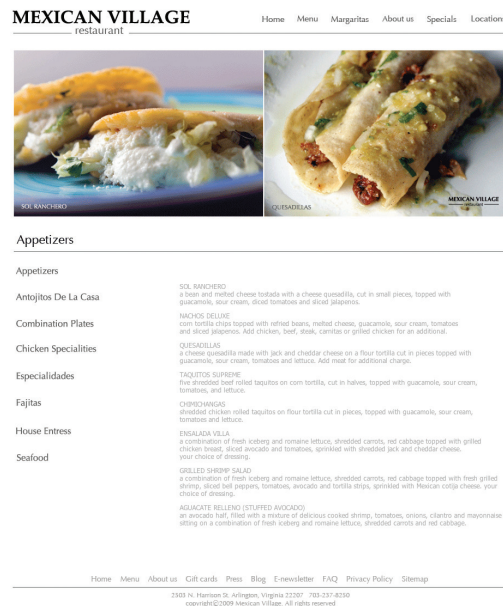 MEXICAN VILLAGE
restaurant
Home Menu Margaritas About us Specials Location
SOL RANCHERO
QUESADILLAS
MEXICAN VILLAGE
restaurant
Appetizers
Appetizers
Antojitos De La Casa
Combination Plates
Chicken Specialities
Especialidades
Fajitas
House Entress
Seafood
SOL RANCHERO
a bean and melted cheese tostada with a cheese quesadilla, cut in small pieces, topped with
guacamole, sour cream, diced tomatoes and sliced jalapenos.
NACHOS DELUXE
corn tortilla chips topped with refried beans, melted cheese, guacamole, sour cream, tomatoes
and sliced jalapenos. Add chicken, beef, steak, carnitas or grilled chicken for an additional.
QUESADILLAS
a cheese quesadilla made with jack and cheddar cheese on a flour tortilla cut in pieces topped with
guacamole, sour cream, tomatoes and lettuce. Add meat for additional charge.
TAQUITOS SUPREME
five shredded beef rolled taquitos on corn tortilla, cut in halves, topped with guacamole, sour cream,
tomatoes, and lettuce.
CHIMICHANGAS
shredded chicken rolled taquitos on flour tortilla cut in pieces, topped with guacamole, sour cream,
tomatoes and lettuce.
ENSALADA VILLA
a combination of fresh iceberg and romaine lettuce, shredded carrots, red cabbage topped with grilled
chicken breast, sliced avocado and tomatoes, sprinkled with shredded jack and cheddar cheese.
your choice of dressing.
GRILLED SHRIMP SALAD
a combination of fresh iceberg and romaine lettuce, shredded carrots, red cabbage topped with fresh grilled
shrimp, sliced bell peppers, tomatoes, avocado and tortilla strips, sprinkled with Mexican cotija cheese. your
choice of dressing.
AGUACATE RELLENO (STUFFED AVOCADO)
an avocado half, filled with a mixture of delicious cooked shrimp, tomatoes, onions, cilantro and mayonnaise
sitting on a combination of fresh iceberg and romaine lettuce, shredded carrots and red cabbage.
Home Menu About us Gift cards Press Blog E-newsletter FAQ Privacy Policy Sitemap
2503 N. Harrison St. Arlington, Virginia 22207 703-237-8250
copyright©2009 Mexican Village. All rights reserved